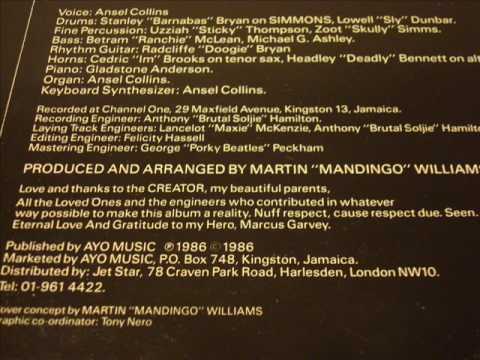 Voice: Ansel Collins
Drums: Stanley "Barnabas" Bryan on SIMMONS, Lowell "Sly" Dunbar.
Fine Percussion: Uzziah "Sticky" Thompson, Zoot "Skully" Simms.
Bass: Betram "Ranchie" McLean, Michael G. Ashley.
Rhythm Guitar: Radcliffe "Doogie" Bryan
Horns: Cedric "Im" Brooks on tenor sax, Headley "Deadly" Bennett on alt
Piano: Gladstone Anderson.
Organ: Ansel Collins.
Keyboard Synthesizer: Ansel Collins.
Recorded at Channel One, 29 Maxfield Avenue, Kingston 13, Jamaica.
Recording Engineer: Anthony "Brutal Soljie" Hamilton.
Laying Track Engineers: Lancelot "Maxie" McKenzie, Anthony "Brutal Soljie" Hamilto
Editing Engineer: Felicity Hassell
Mastering Engineer: George "Porky Beatles" Peckham
PRODUCED AND ARRANGED BY MARTIN "MANDINGO" WILLIAMS
Love and thanks to the CREATOR, my beautiful parents,
All the Loved Ones and the engineers who contributed in whatever
way possible to make this album a reality. Nuff respect, cause respect due. Seen.
Eternal Love And Gratitude to my Hero, Marcus Garvey.
Published by AYO MUSIC ℗1986 ©1986
Marketed by AYO MUSIC, P.O. Box 748, Kingston, Jamaica.
Distributed by: Jet Star, 78 Craven Park Road, Harlesden, London NW10.
Tel: 01-961 4422.
over concept by MARTIN "MANDINGO" WILLIAMS
raphic co-ordinator: Tony Nero